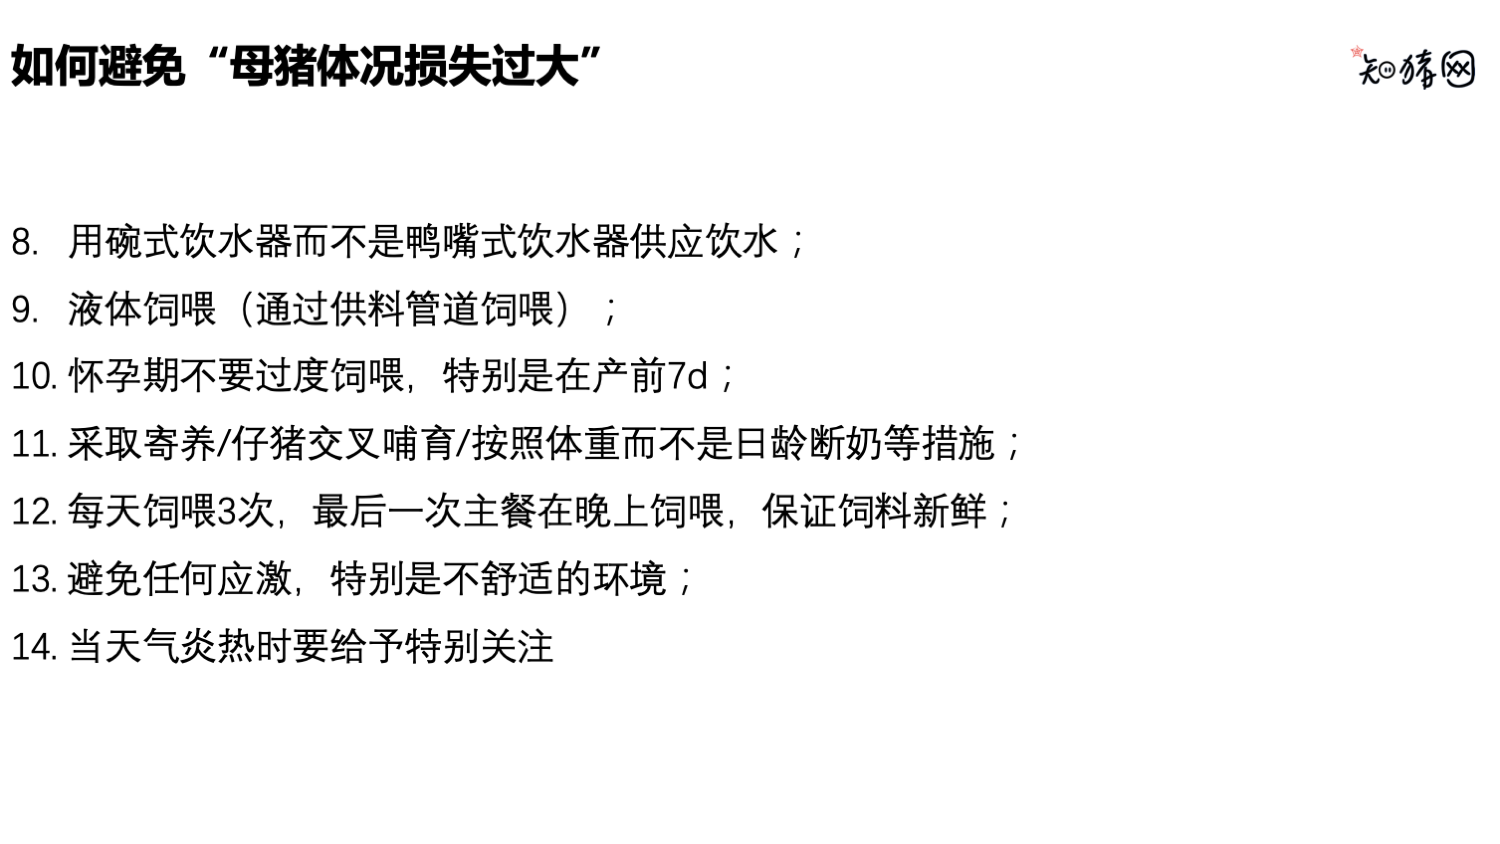 如何避免“母猪体况损失过大”
知猪网
8. 用碗式饮水器而不是鸭嘴式饮水器供应饮水；
9. 液体饲喂（通过供料管道饲喂）；
10. 怀孕期不要过度饲喂，特别是在产前7d；
11. 采取寄养/仔猪交叉哺育/按照体重而不是日龄断奶等措施；
12. 每天饲喂3次，最后一次主餐在晚上饲喂，保证饲料新鲜；
13. 避免任何应激，特别是不舒适的环境；
14. 当天气炎热时要给予特别关注